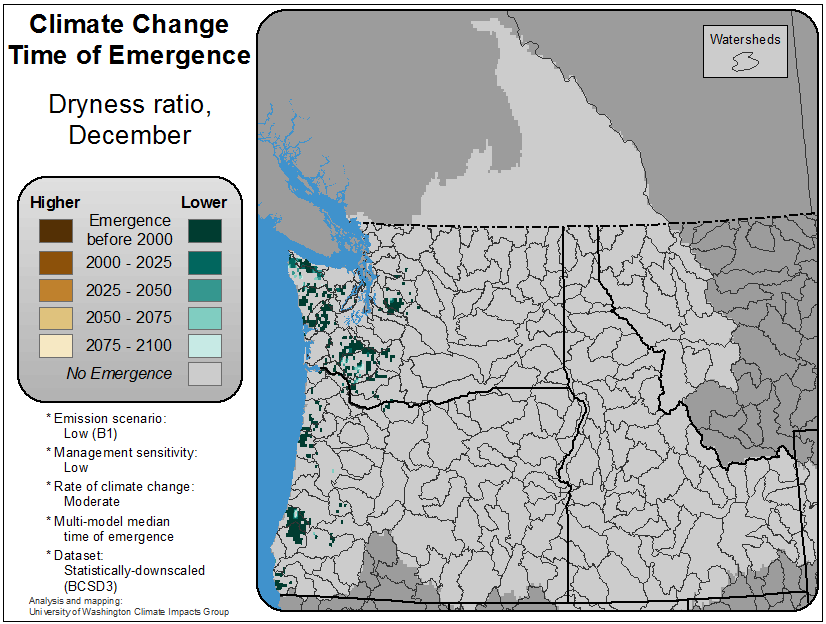 Climate Change
Time of Emergence
Dryness ratio,
December
Higher
Lower
Emergence
before 2000
2000 - 2025
2025 - 2050
2050 - 2075
2075 - 2100
No Emergence
* Emission scenario:
Low (B1)
* Management sensitivity:
Low
* Rate of climate change:
Moderate
* Multi-model median
time of emergence
* Dataset:
Statistically-downscaled
(BCSD3)
Analysis and mapping:
University of Washington Climate Impacts Group
Watersheds